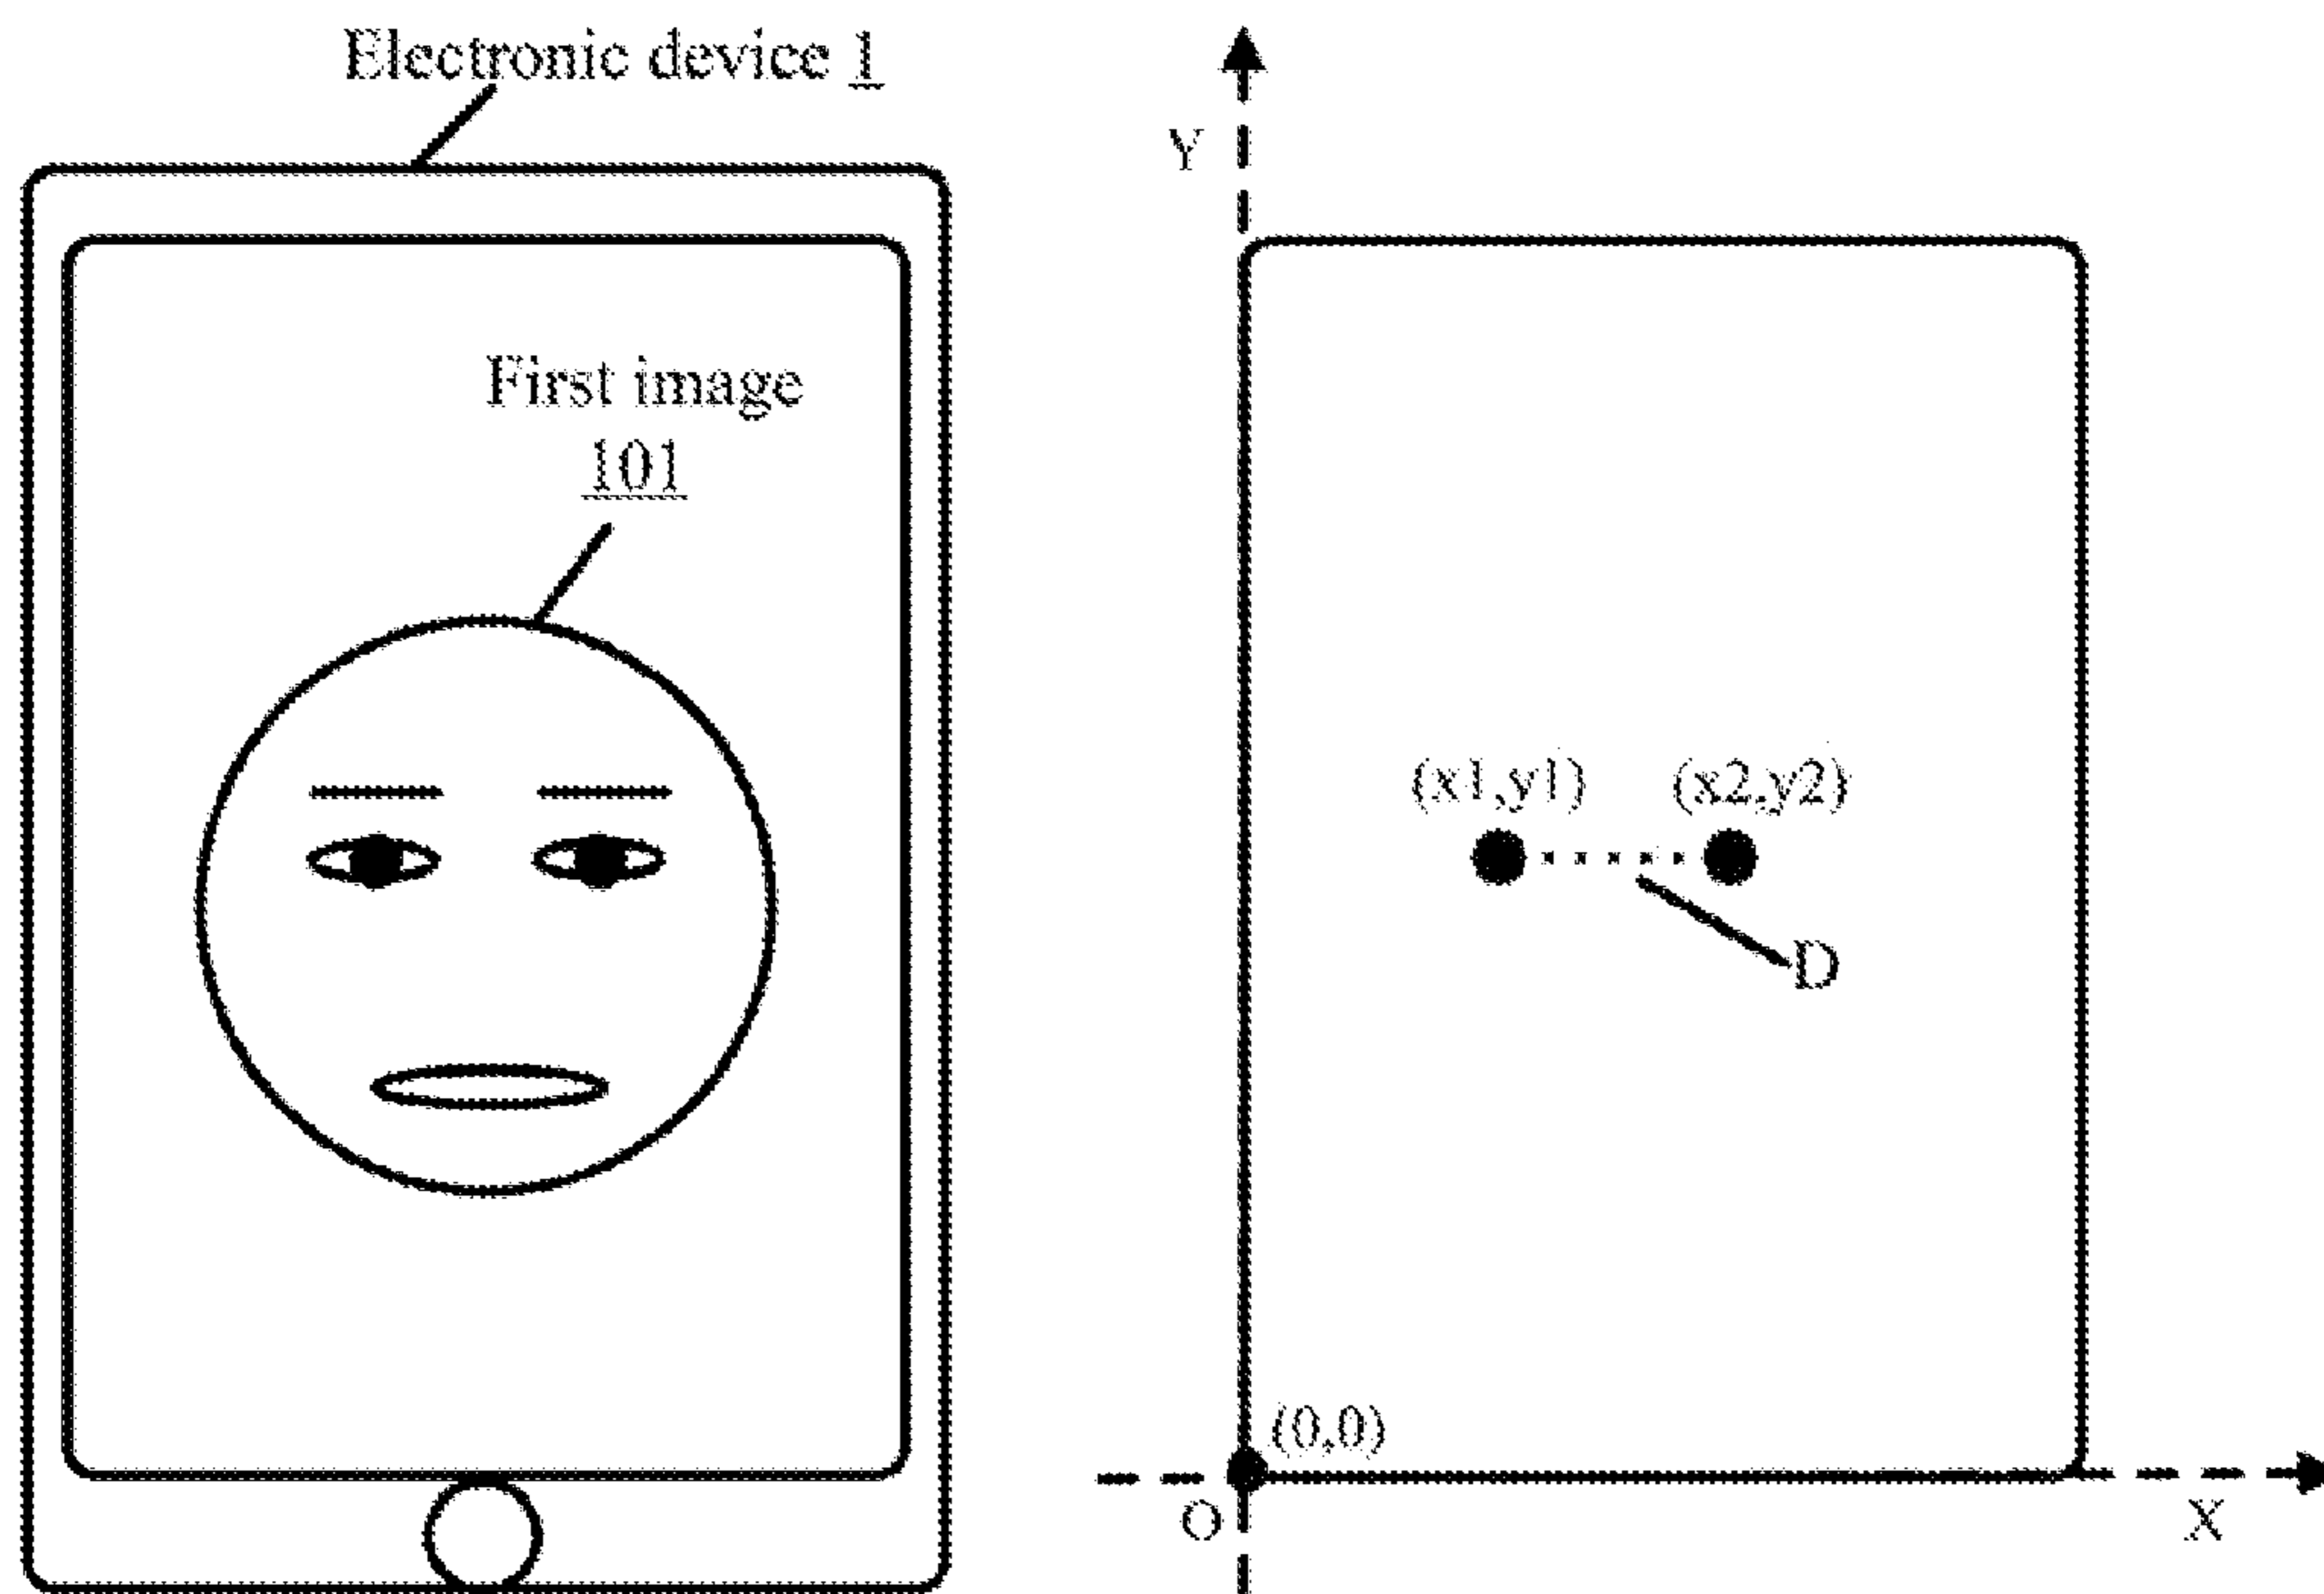 Electronic device 1
First image
101
Y
(x1,y1)
(x2,y2)
D
(0,0)
O
X